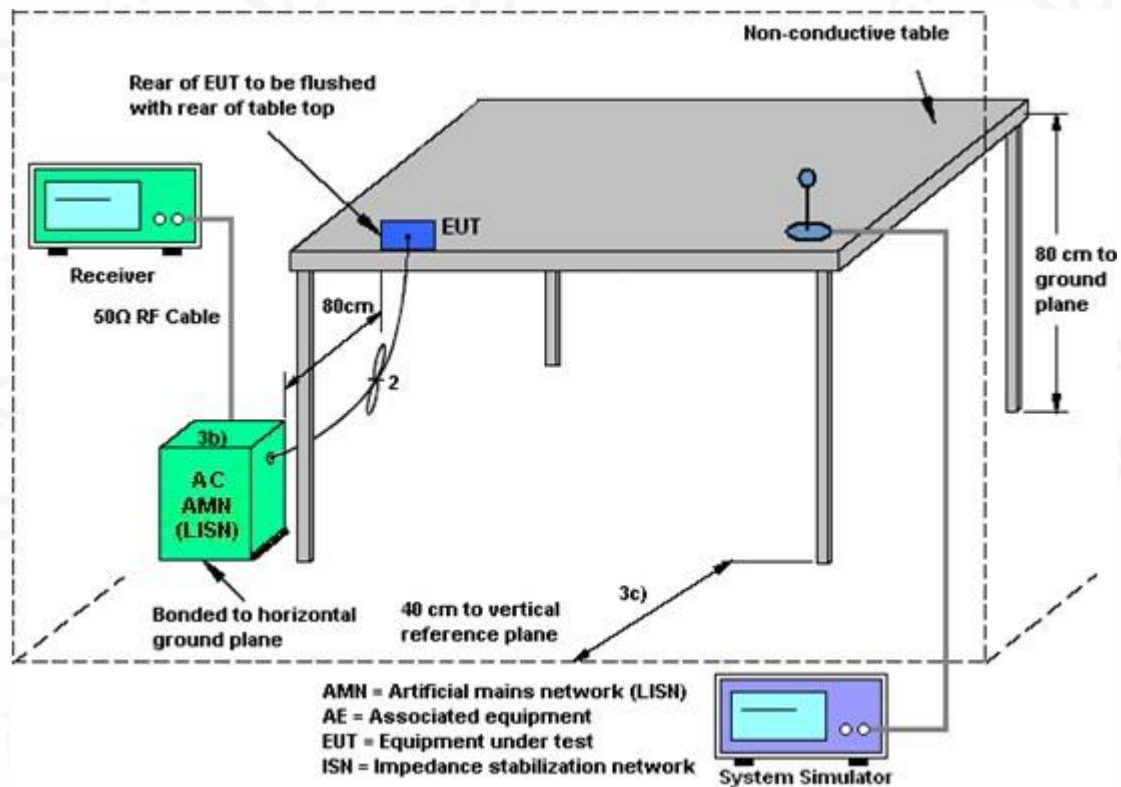 Non-conductive table
Rear of EUT to be flushed
with rear of table top
EUT
Receiver
80 cm to
ground
plane
80cm
50Ω RF Cable
2
3b)
AC
AMN
(LISN)
3c)
Bonded to horizontal
ground plane
40 cm to vertical
reference plane
AMN = Artificial mains network (LISN)
AE = Associated equipment
EUT = Equipment under test
ISN = Impedance stabilization network
System Simulator